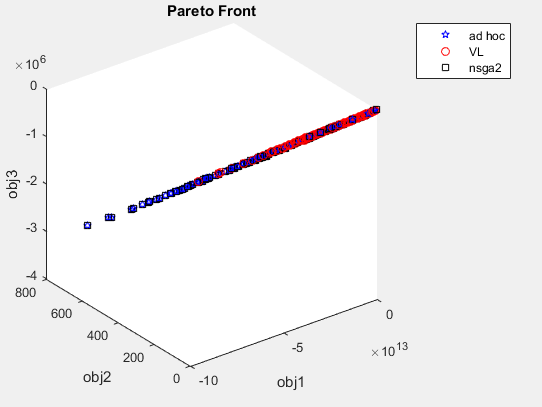 Pareto Front
×10^6
0
-1
-2
-3
-4
obj3
800
600
400
200
0
obj2
-10
-5
0
×10^13
obj1
ad hoc
VL
nsga2